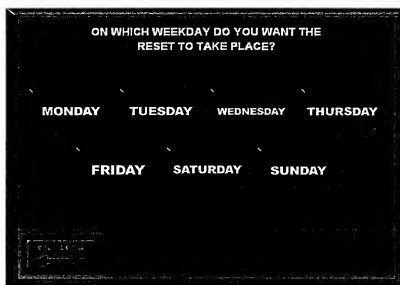 ON WHICH WEEKDAY DO YOU WANT THE
RESET TO TAKE PLACE?
MONDAY TUESDAY WEDNESDAY THURSDAY
FRIDAY SATURDAY SUNDAY